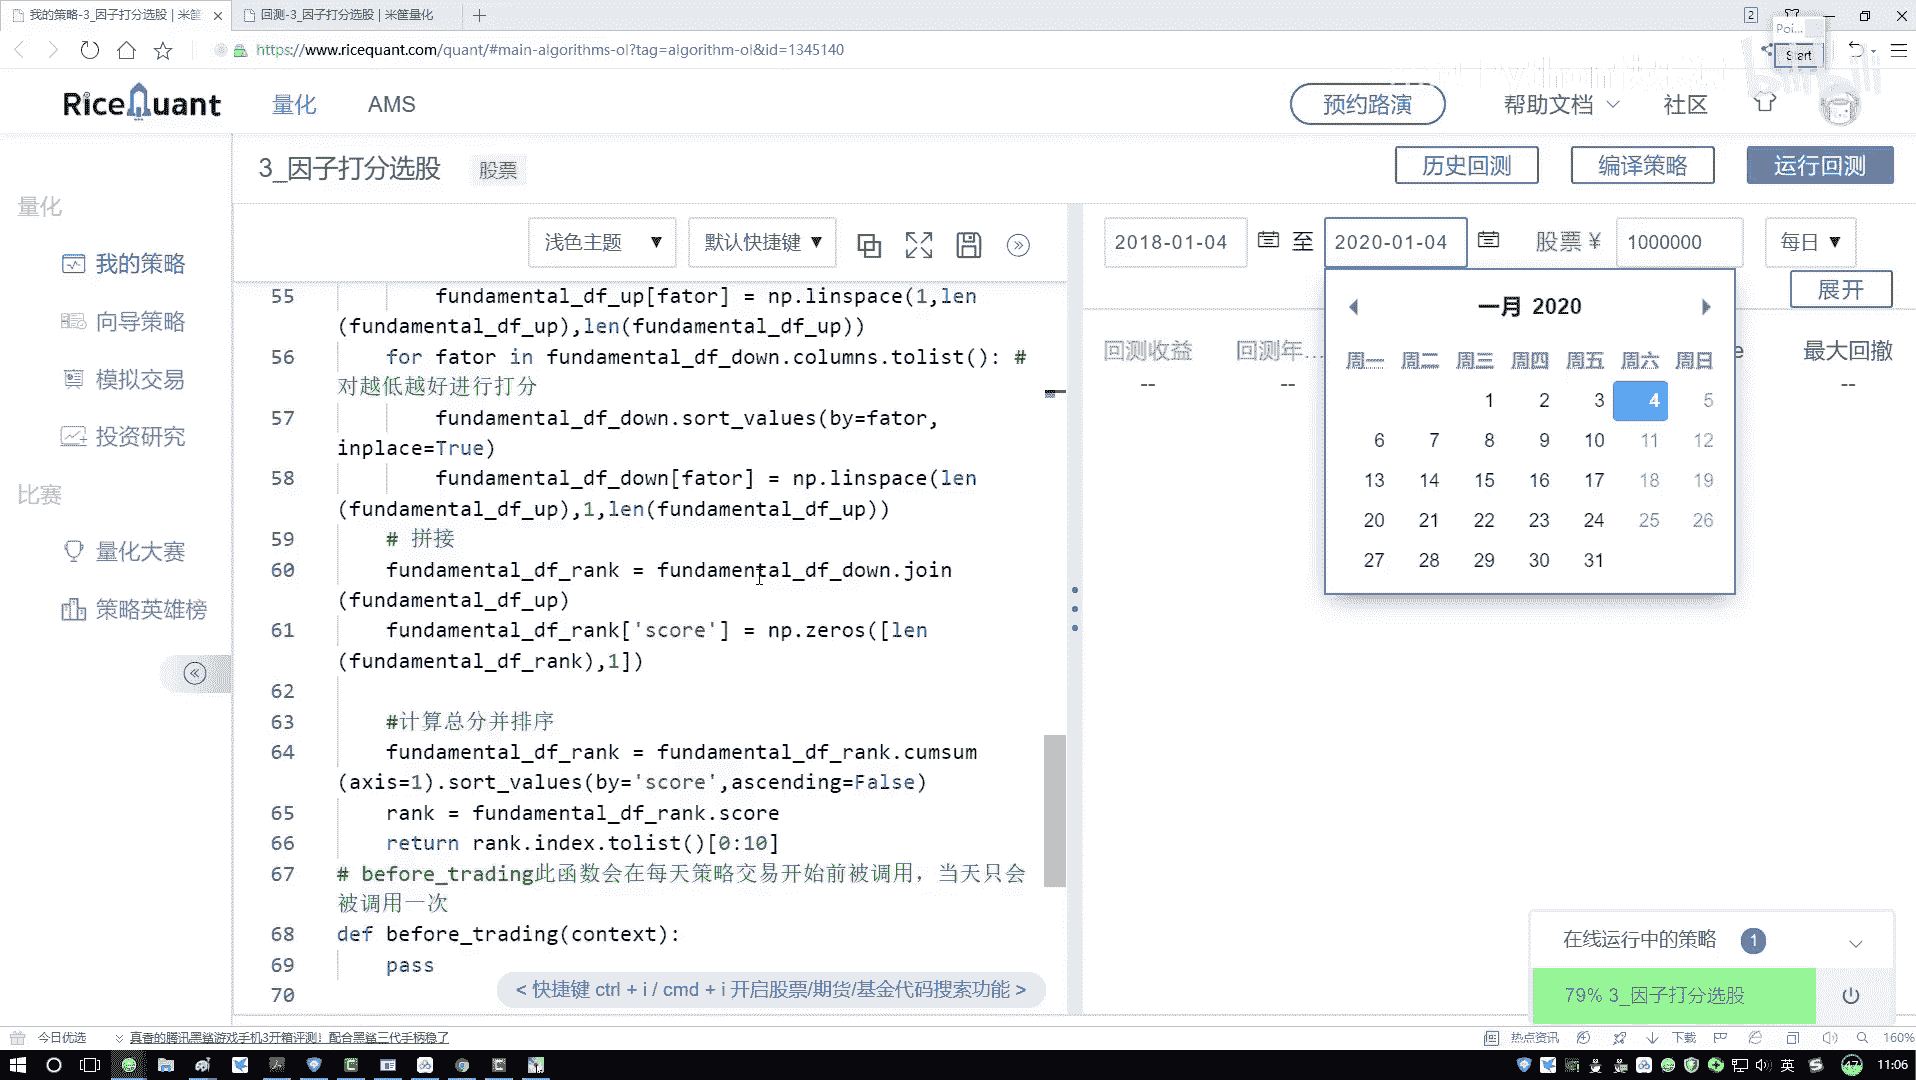 我的策略-3_因子打分选股 | 米筐
回测-3_因子打分选股 | 米筐量化
2
Poi...
https://www.ricequant.com/quant/#main-algorithms-ol?tag=algorithm-ol&id=1345140
Start
RiceQuant
量化
AMS
预约路演
帮助文档
社区
3_因子打分选股
股票
历史回测
编译策略
运行回测
量化
我的策略
向导策略
模拟交易
投资研究
比赛
量化大赛
策略英雄榜
浅色主题
默认快捷键
2018-01-04
至
2020-01-04
股票 ¥
1000000
每日
展开
55 fundamental_df_up[fator] = np.linspace(1,len
(fundamental_df_up),len(fundamental_df_up))
56 for fator in fundamental_df_down.columns.tolist(): #
对越低越好进行打分
57 fundamental_df_down.sort_values(by=fator,
inplace=True)
58 fundamental_df_down[fator] = np.linspace(len
(fundamental_df_up),1,len(fundamental_df_up))
59 # 拼接
60 fundamental_df_rank = fundamental_df_down.join
(fundamental_df_up)
61 fundamental_df_rank['score'] = np.zeros([len
(fundamental_df_rank),1])
62
63 #计算总分并排序
64 fundamental_df_rank = fundamental_df_rank.cumsum
(axis=1).sort_values(by='score',ascending=False)
65 rank = fundamental_df_rank.score
66 return rank.index.tolist()[0:10]
67 # before_trading此函数会在每天策略交易开始前被调用，当天只会
被调用一次
68 def before_trading(context):
69 pass
70
< 快捷键 ctrl + i / cmd + i 开启股票/期货/基金代码搜索功能 >
回测收益
回测年...
e
最大回撤
-- -- --
一月 2020
周一 周二 周三 周四 周五 周六 周日
1 2 3 4 5
6 7 8 9 10 11 12
13 14 15 16 17 18 19
20 21 22 23 24 25 26
27 28 29 30 31
在线运行中的策略 1
79% 3_因子打分选股
今日优选
真香的腾讯黑鲨游戏手机3开箱评测！配合黑鲨三代手柄稳了
热点资讯
下载
160%
英
47
11:06